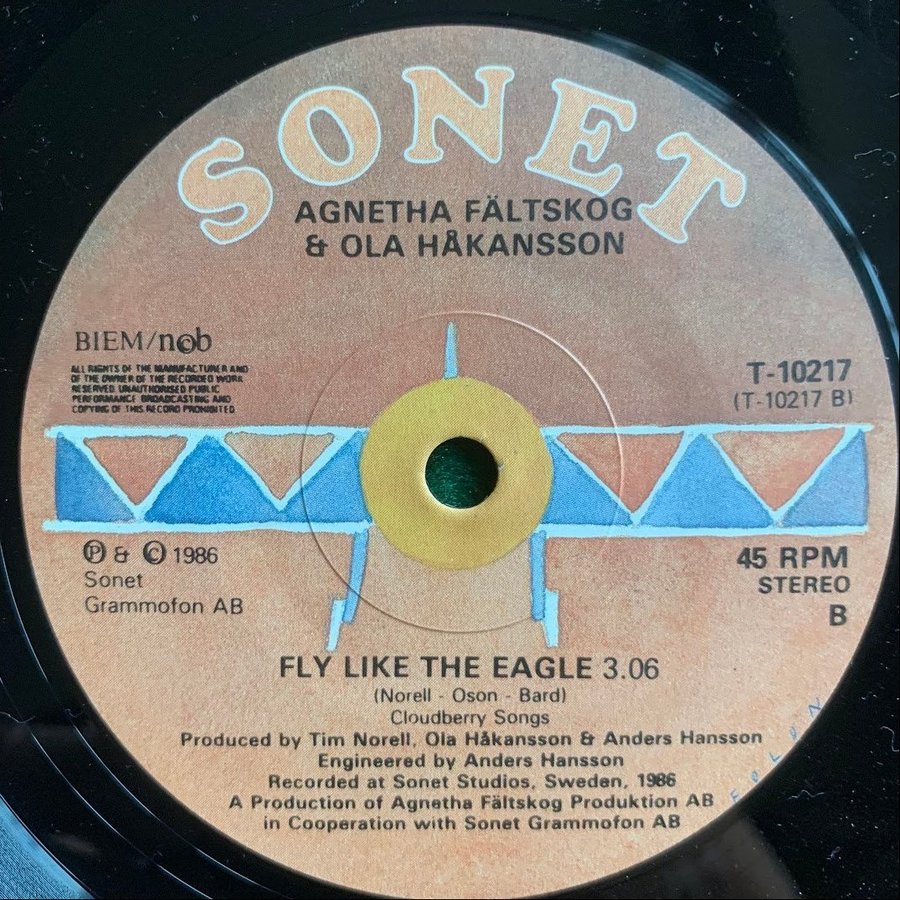 SONET
AGNETHA FÄLTSKOG
& OLA HÅKANSSON
BIEM/n©b
ALL RIGHTS OF THE MANUFACTURER AND
OF THE OWNER OF THE RECORDED WORK
RESERVED. UNAUTHORISED PUBLIC
PERFORMANCE BROADCASTING AND
COPYING OF THIS RECORD PROHIBITED
T-10217
(T-10217 B)
℗ & © 1986
Sonet
Grammofon AB
45 RPM
STEREO
B
FLY LIKE THE EAGLE 3.06
(Norell - Oson - Bard)
Cloudberry Songs
Produced by Tim Norell, Ola Håkansson & Anders Hansson
Engineered by Anders Hansson
Recorded at Sonet Studios, Sweden, 1986
A Production of Agnetha Fältskog Produktion AB
in Cooperation with Sonet Grammofon AB
FOLON